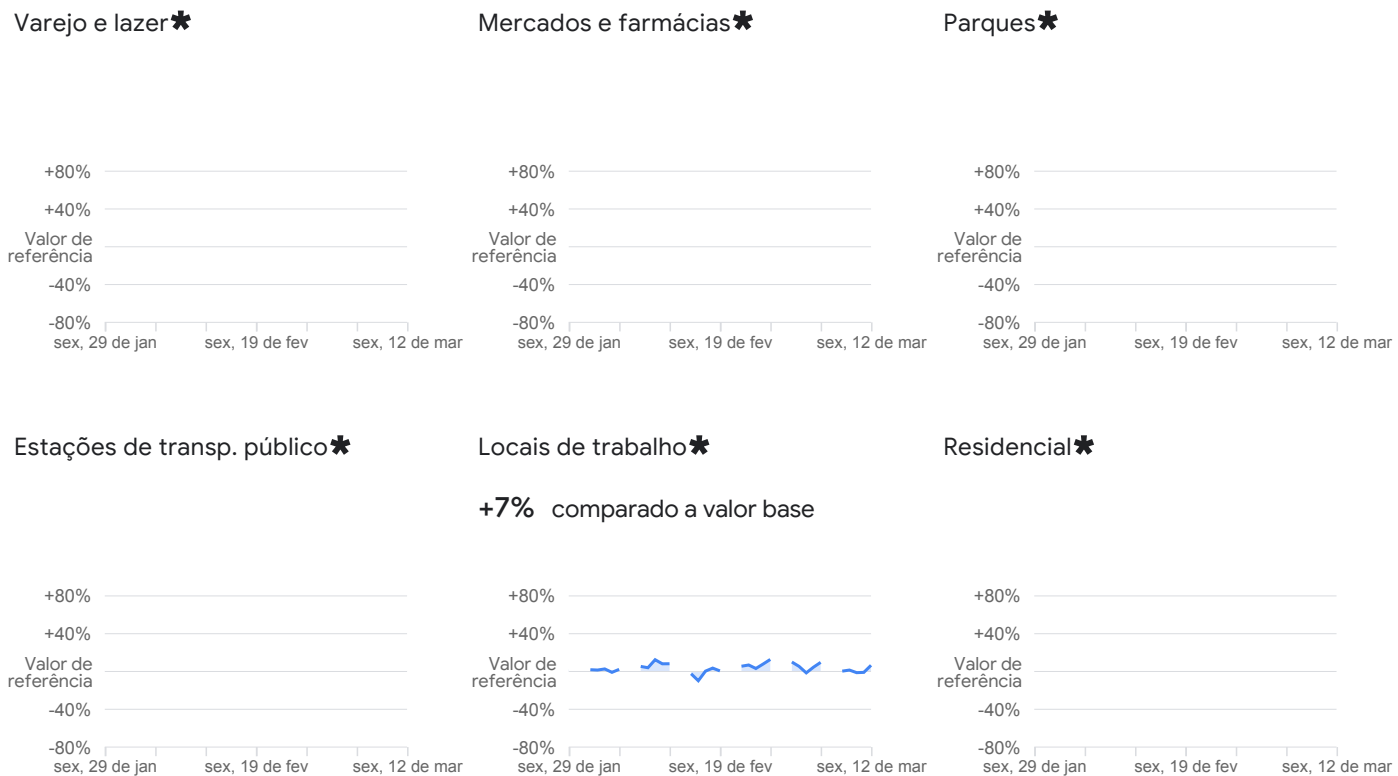 Varejo e lazer*
+80%
+40%
Valor de
referência
-40%
-80%
sex, 29 de jan sex, 19 de fev sex, 12 de mar
Mercados e farmácias*
+80%
+40%
Valor de
referência
-40%
-80%
sex, 29 de jan sex, 19 de fev sex, 12 de mar
Parques*
+80%
+40%
Valor de
referência
-40%
-80%
sex, 29 de jan sex, 19 de fev sex, 12 de mar
Estações de transp. público*
+80%
+40%
Valor de
referência
-40%
-80%
sex, 29 de jan sex, 19 de fev sex, 12 de mar
Locais de trabalho*
+7% comparado a valor base
+80%
+40%
Valor de
referência
-40%
-80%
sex, 29 de jan sex, 19 de fev sex, 12 de mar
Residencial*
+80%
+40%
Valor de
referência
-40%
-80%
sex, 29 de jan sex, 19 de fev sex, 12 de mar